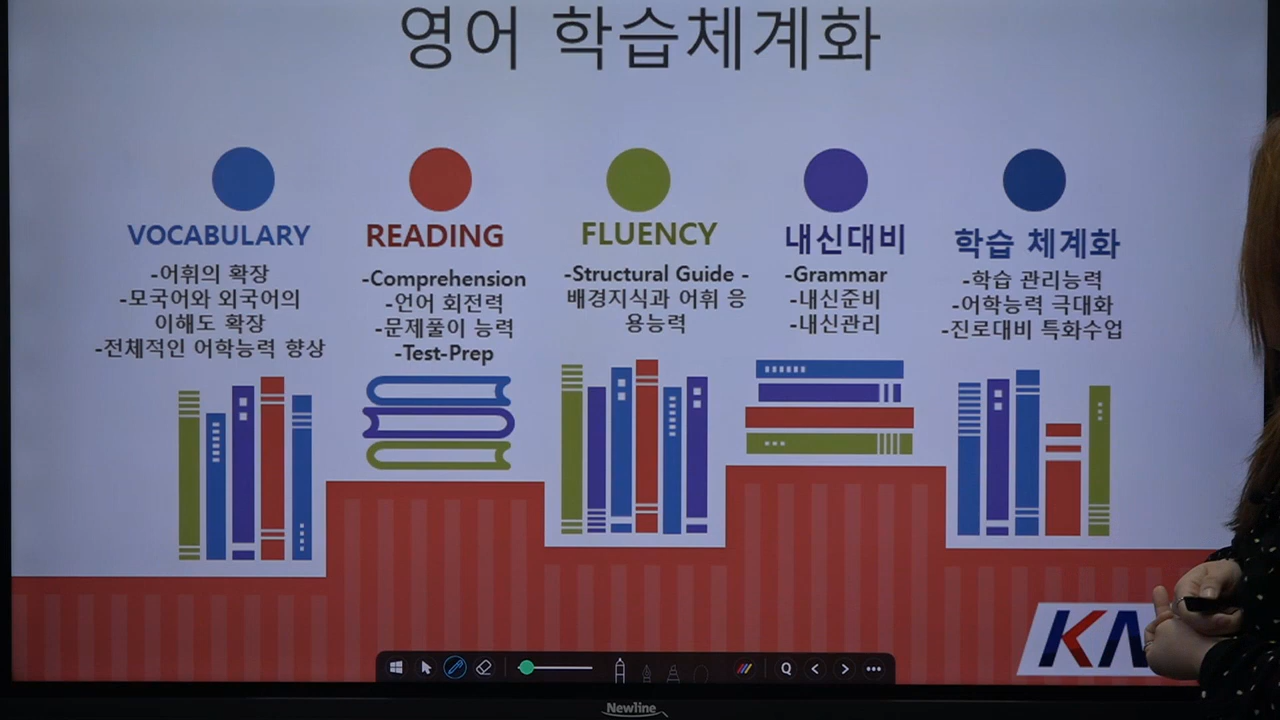 영어 학습체계화
VOCABULARY
-어휘의 확장
-모국어와 외국어의
이해도 확장
-전체적인 어학능력 향상
READING
-Comprehension
-언어 회전력
-문제풀이 능력
-Test-Prep
FLUENCY
-Structural Guide -
배경지식과 어휘 응
용능력
내신대비
-Grammar
-내신준비
-내신관리
학습 체계화
-학습 관리능력
-어학능력 극대화
-진로대비 특화수업
Newline